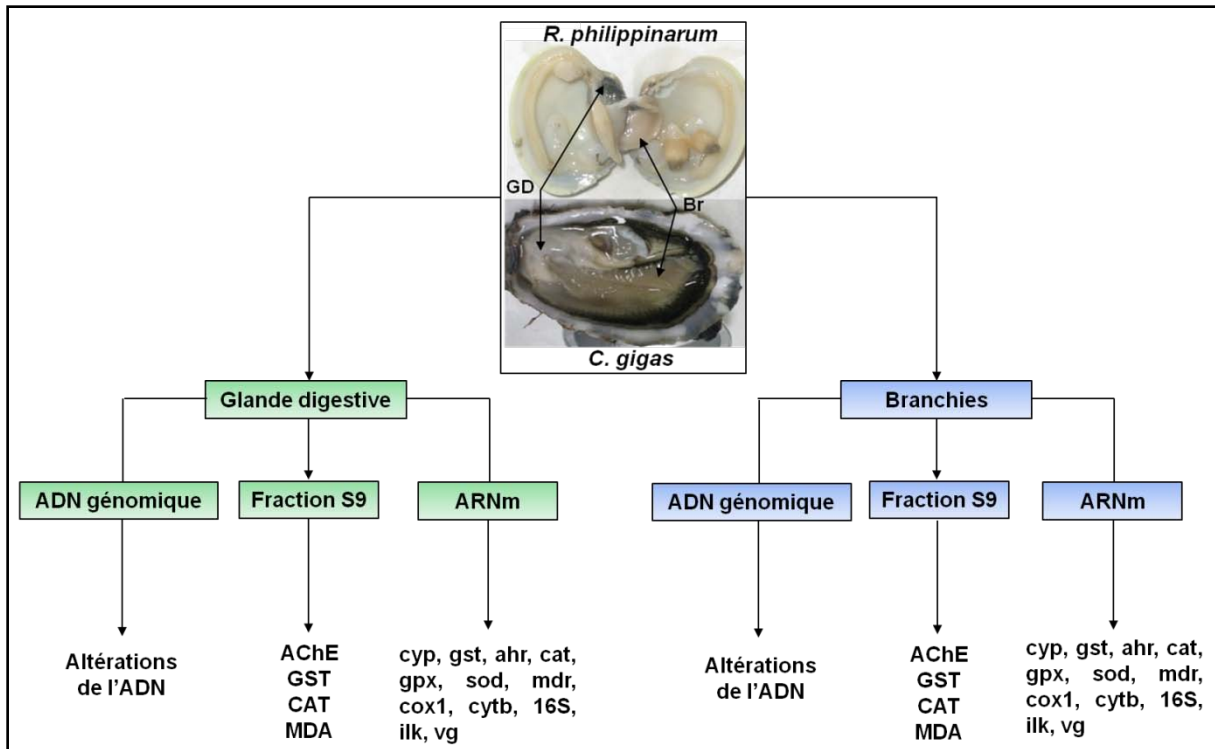 R. philippinarum
GD
Br
C. gigas
Glande digestive
Branchies
ADN génomique
Fraction S9
ARNm
ADN génomique
Fraction S9
ARNm
Altérations
de l’ADN
AChE
GST
CAT
MDA
cyp, gst, ahr, cat,
gpx, sod, mdr,
cox1, cytb, 16S,
ilk, vg
Altérations
de l’ADN
AChE
GST
CAT
MDA
cyp, gst, ahr, cat,
gpx, sod, mdr,
cox1, cytb, 16S,
ilk, vg